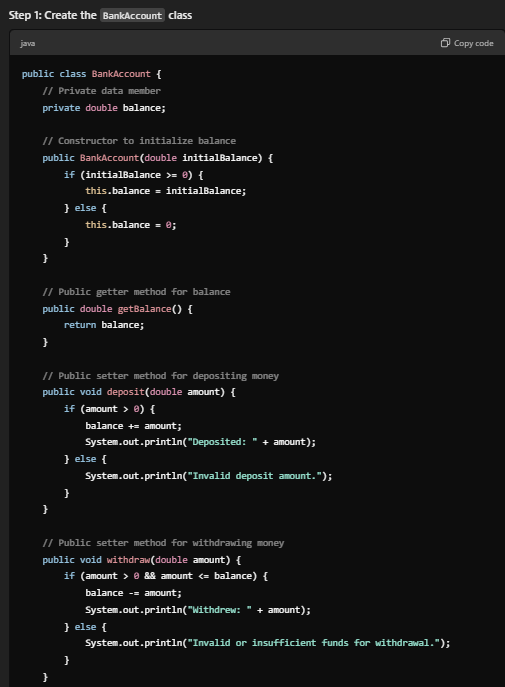 Step 1: Create the BankAccount class
java
Copy code
public class BankAccount {
    // Private data member
    private double balance;

    // Constructor to initialize balance
    public BankAccount(double initialBalance) {
        if (initialBalance >= 0) {
            this.balance = initialBalance;
        } else {
            this.balance = 0;
        }
    }

    // Public getter method for balance
    public double getBalance() {
        return balance;
    }

    // Public setter method for depositing money
    public void deposit(double amount) {
        if (amount > 0) {
            balance += amount;
            System.out.println("Deposited: " + amount);
        } else {
            System.out.println("Invalid deposit amount.");
        }
    }

    // Public setter method for withdrawing money
    public void withdraw(double amount) {
        if (amount > 0 && amount <= balance) {
            balance -= amount;
            System.out.println("Withdrew: " + amount);
        } else {
            System.out.println("Invalid or insufficient funds for withdrawal.");
        }
    }